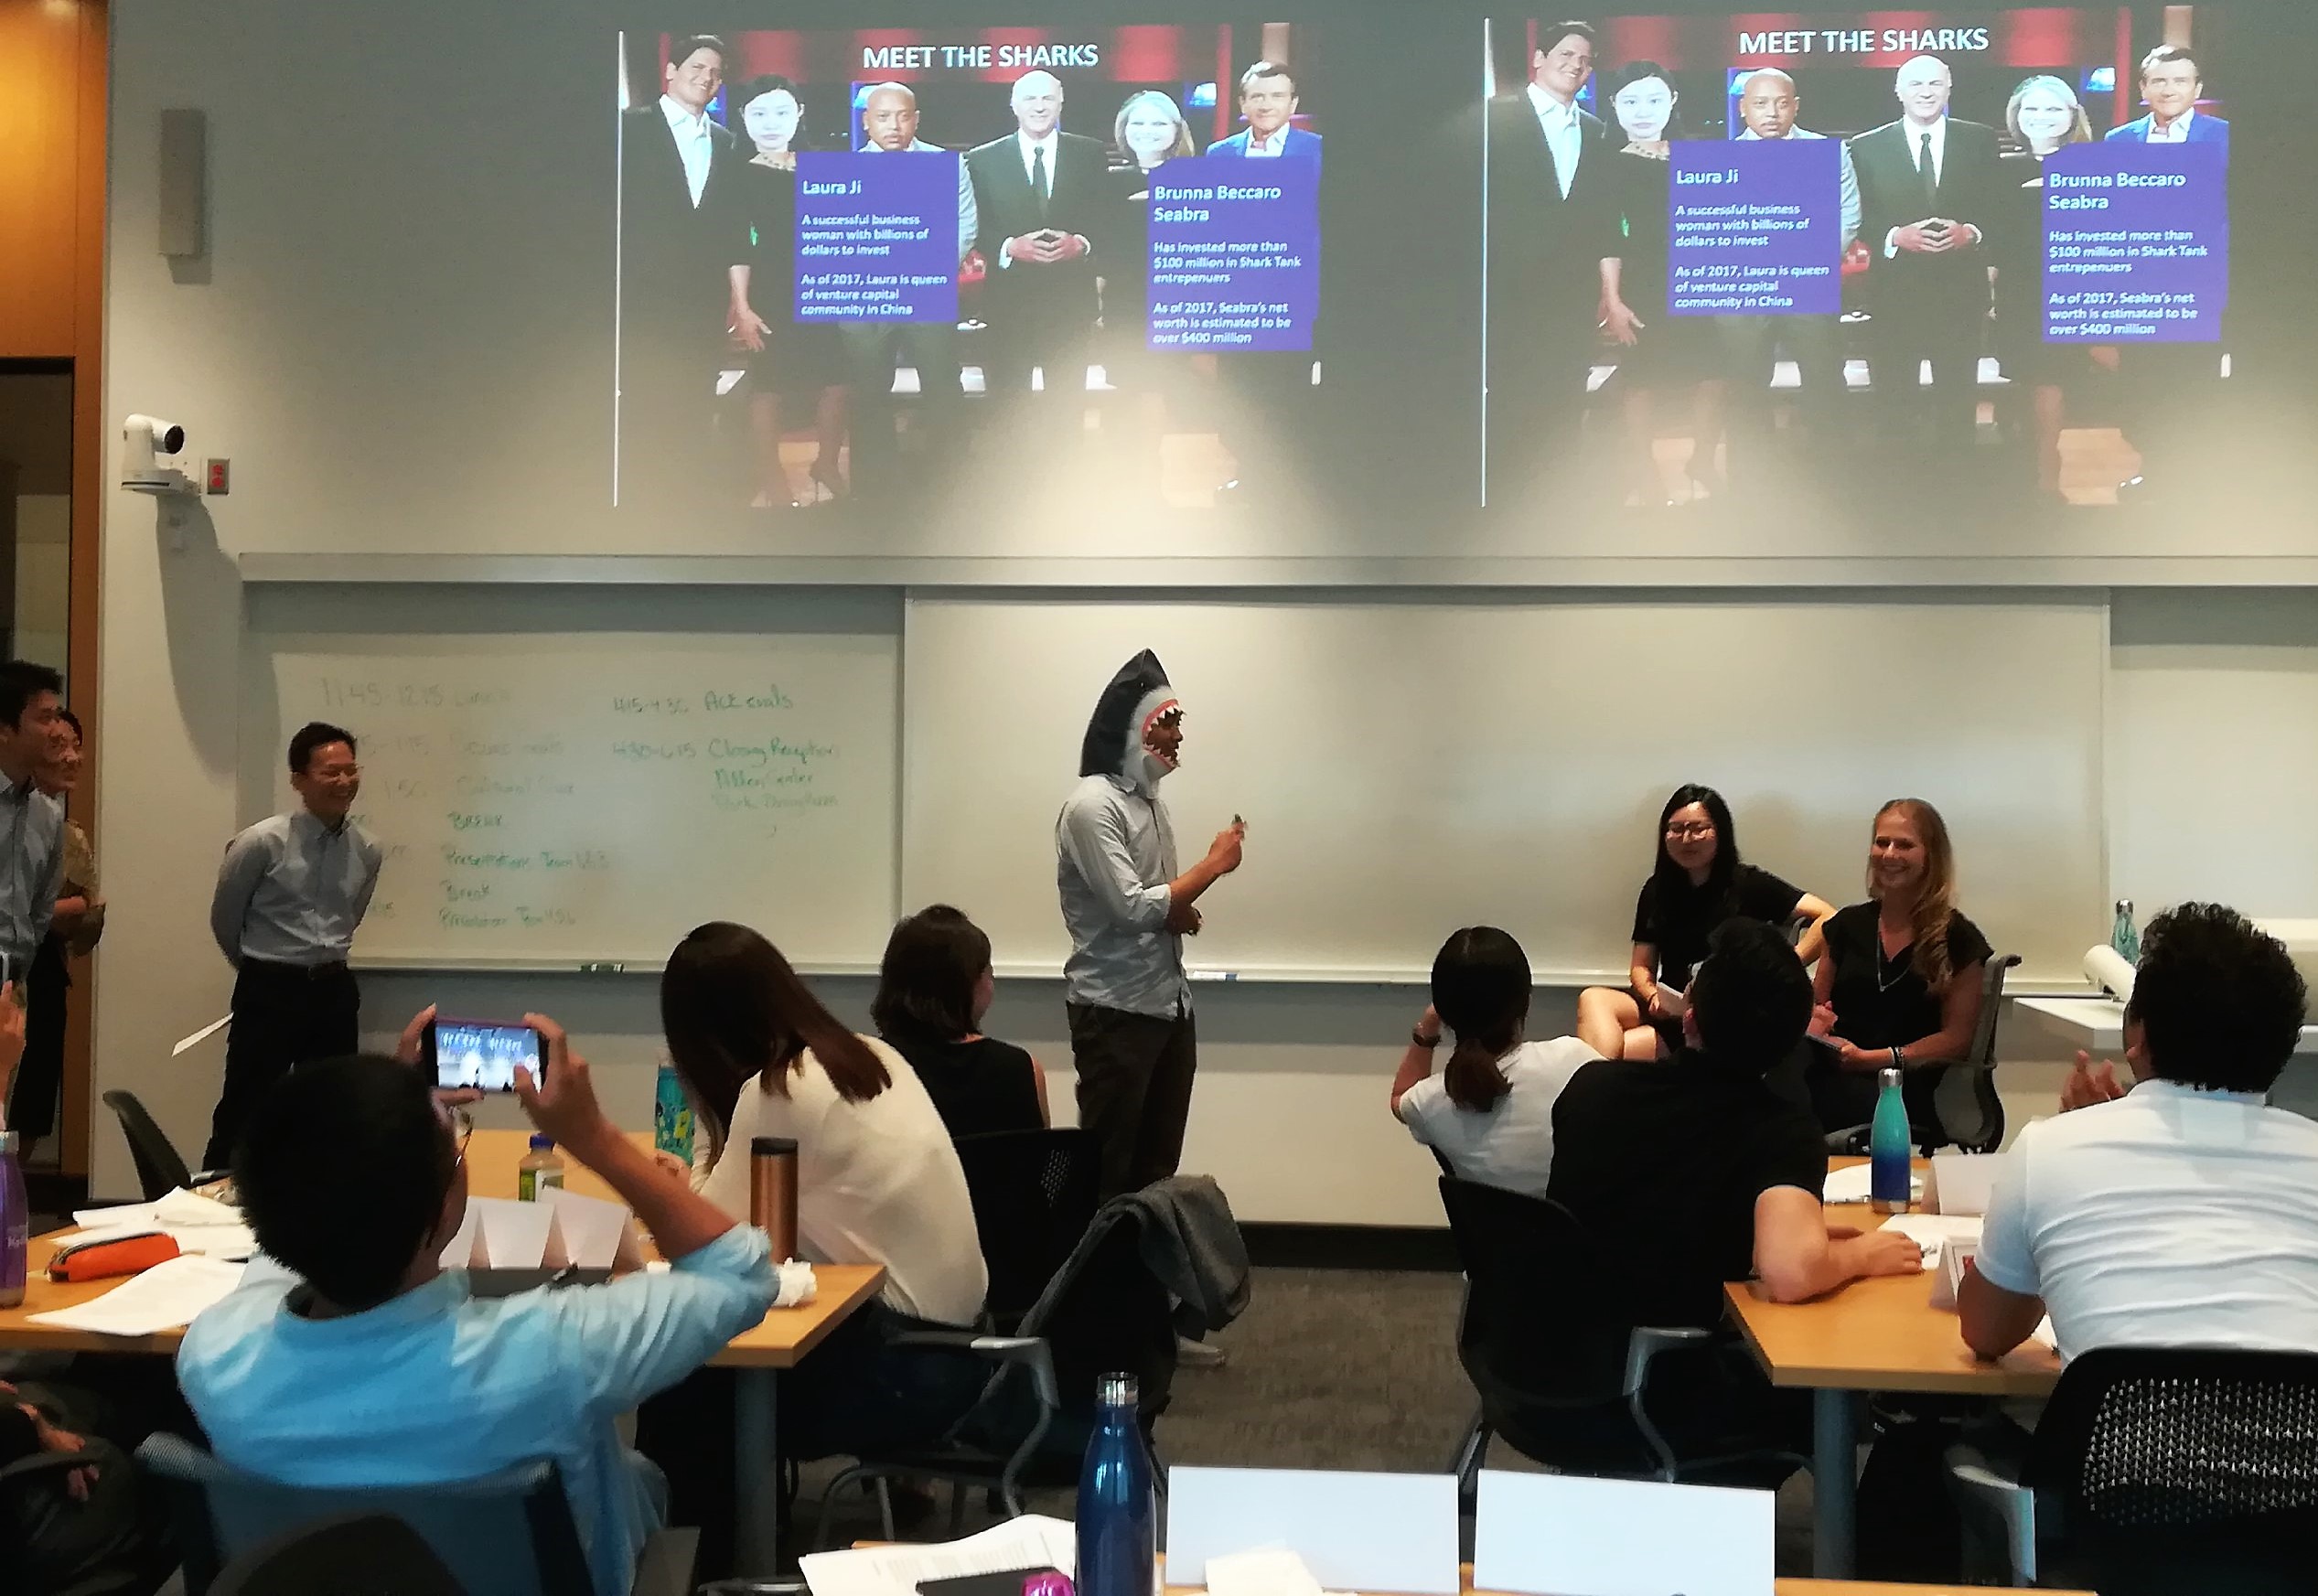 MEET THE SHARKS
Laura Ji
A successful business
woman with billions of
dollars to invest
As of 2017, Laura is queen
of venture capital
community in China
Brunna Beccaro
Seabra
Has invested more than
$100 million in Shark Tank
entrepenuers
As of 2017, Seabra's net
worth is estimated to be
over $400 million
MEET THE SHARKS
Laura Ji
A successful business
woman with billions of
dollars to invest
As of 2017, Laura is queen
of venture capital
community in China
Brunna Beccaro
Seabra
Has invested more than
$100 million in Shark Tank
entrepenuers
As of 2017, Seabra's net
worth is estimated to be
over $400 million
11:45-12:15 Lunch
BREAK
Presentations Team
Break
Presentation Team
4:15-4:30 ACE evals
4:30-6:15 Closing Reception
Allen Center